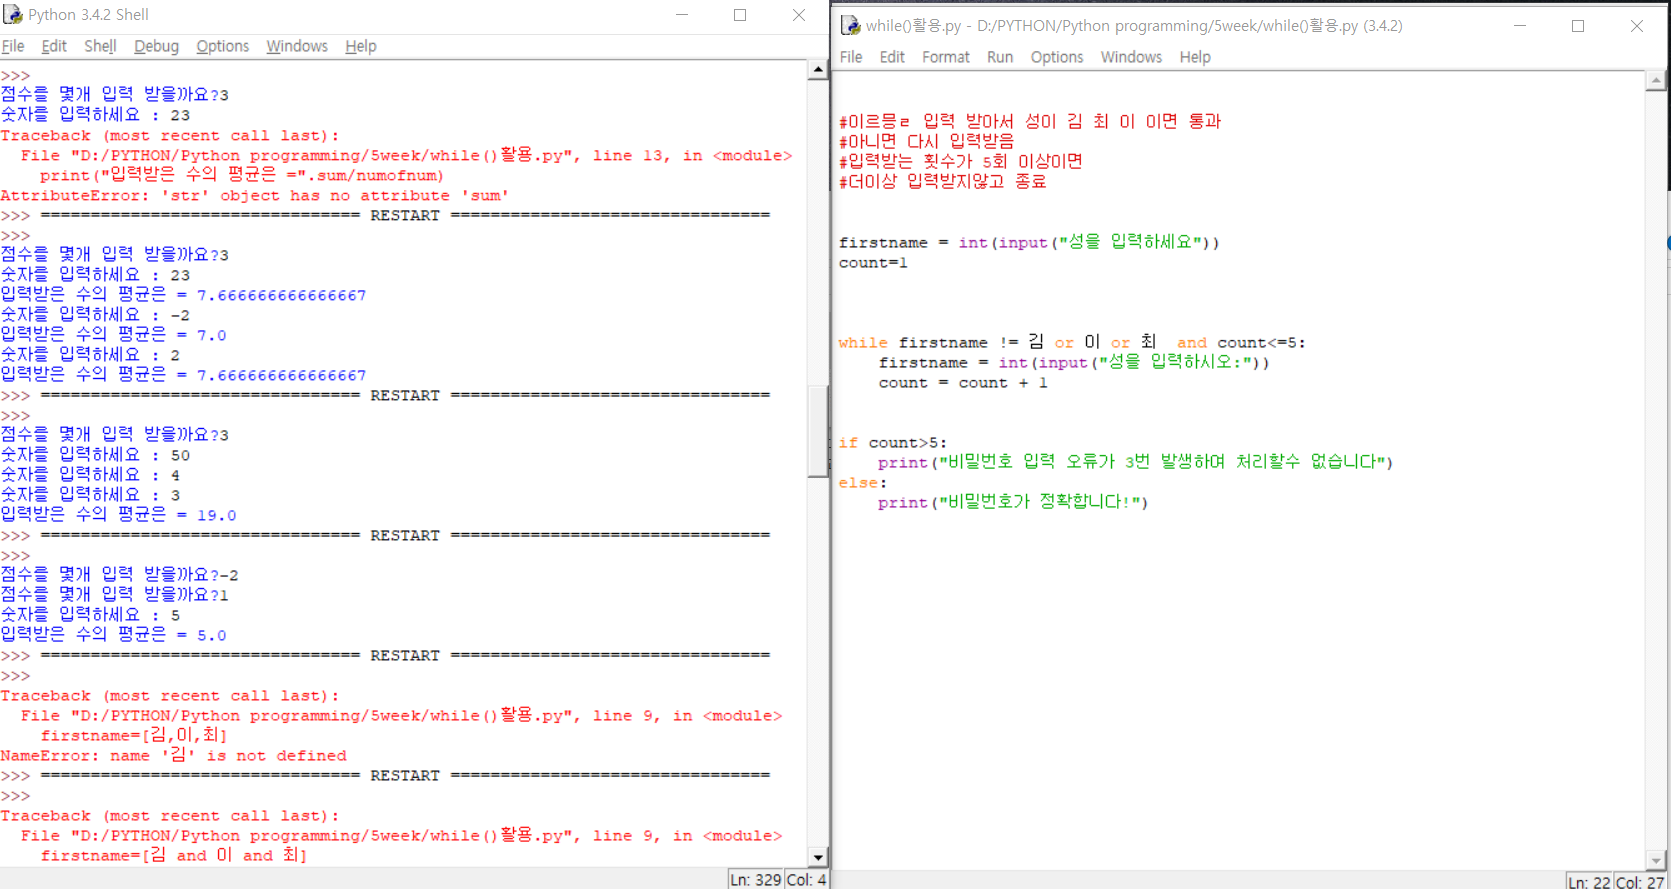 Python 3.4.2 Shell
File Edit Shell Debug Options Windows Help
>>>
점수를 몇개 입력 받을까요?3
숫자를 입력하세요 : 23
Traceback (most recent call last):
File "D:/PYTHON/Python programming/5week/while()활용.py", line 13, in <module>
print("입력받은 수의 평균은 =".sum/numofnum)
AttributeError: 'str' object has no attribute 'sum'
>>> ================================ RESTART ================================
>>>
점수를 몇개 입력 받을까요?3
숫자를 입력하세요 : 23
입력받은 수의 평균은 = 7.666666666666667
숫자를 입력하세요 : -2
입력받은 수의 평균은 = 7.0
숫자를 입력하세요 : 2
입력받은 수의 평균은 = 7.666666666666667
>>> ================================ RESTART ================================
>>>
점수를 몇개 입력 받을까요?3
숫자를 입력하세요 : 50
숫자를 입력하세요 : 4
숫자를 입력하세요 : 3
입력받은 수의 평균은 = 19.0
>>> ================================ RESTART ================================
>>>
점수를 몇개 입력 받을까요?-2
점수를 몇개 입력 받을까요?1
숫자를 입력하세요 : 5
입력받은 수의 평균은 = 5.0
>>> ================================ RESTART ================================
>>>
Traceback (most recent call last):
File "D:/PYTHON/Python programming/5week/while()활용.py", line 9, in <module>
firstname=[김,이,최]
NameError: name '김' is not defined
>>> ================================ RESTART ================================
>>>
Traceback (most recent call last):
File "D:/PYTHON/Python programming/5week/while()활용.py", line 9, in <module>
firstname=[김 and 이 and 최]
Ln: 329 Col: 4
while()활용.py - D:/PYTHON/Python programming/5week/while()활용.py (3.4.2)
File Edit Format Run Options Windows Help
#이르믕ㄹ 입력 받아서 성이 김 최 이 이면 통과
#아니면 다시 입력받음
#입력받는 횟수가 5회 이상이면
#더이상 입력받지않고 종료
firstname = int(input("성을 입력하세요"))
count=1
while firstname != 김 or 이 or 최  and count<=5:
firstname = int(input("성을 입력하시오:"))
count = count + 1
if count>5:
print("비밀번호 입력 오류가 3번 발생하며 처리할수 없습니다")
else:
print("비밀번호가 정확합니다!")
Ln: 22 Col: 27